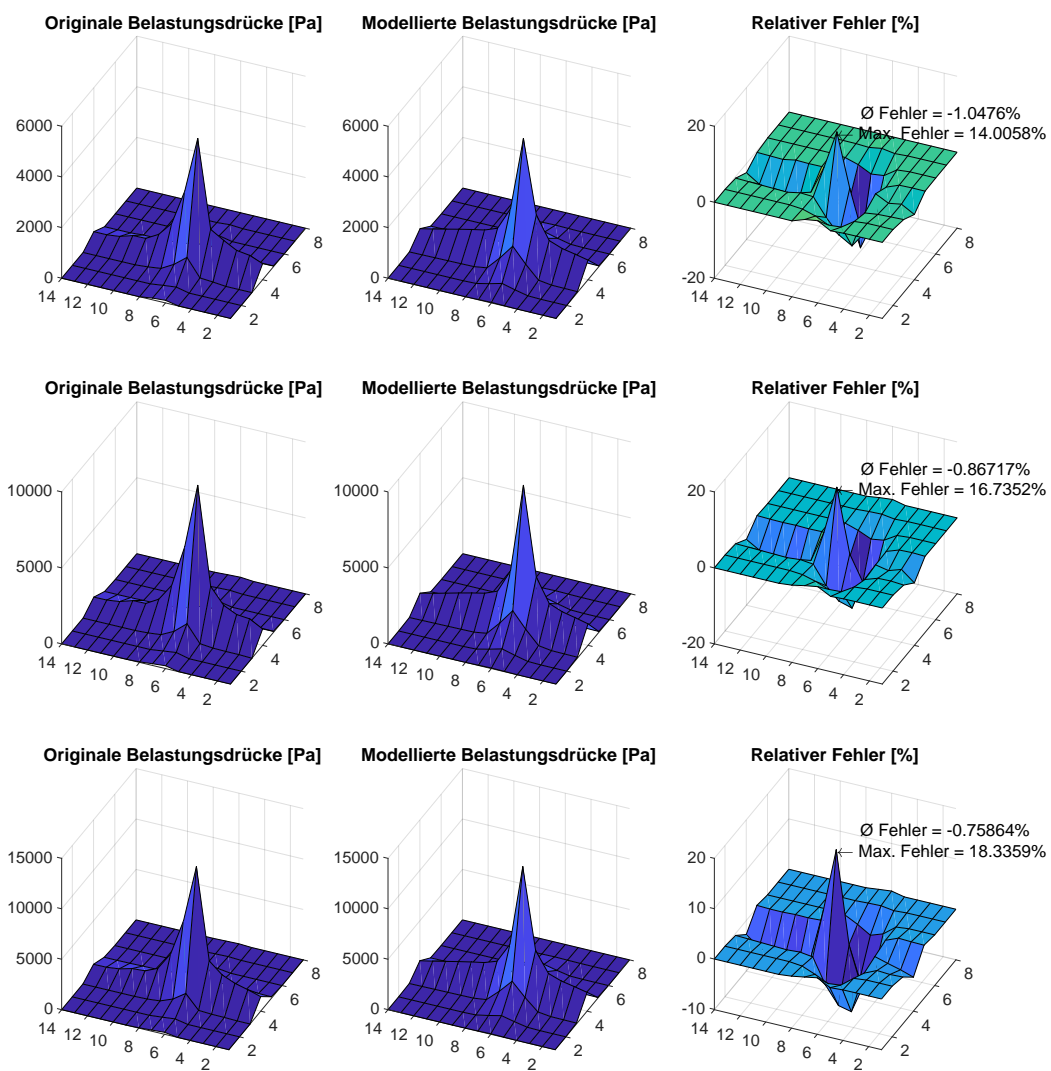 Originale Belastungsdrücke [Pa] Modellierte Belastungsdrücke [Pa] Relativer Fehler [%]
6000
4000
2000
0
14 12 10 8 6 4 2
2 4 6 8
6000
4000
2000
0
14 12 10 8 6 4 2
2 4 6 8
Ø Fehler = -1.0476%
← Max. Fehler = 14.0058%
20
0
-20
14 12 10 8 6 4 2
2 4 6 8
Originale Belastungsdrücke [Pa] Modellierte Belastungsdrücke [Pa] Relativer Fehler [%]
10000
5000
0
14 12 10 8 6 4 2
2 4 6 8
10000
5000
0
14 12 10 8 6 4 2
2 4 6 8
Ø Fehler = -0.86717%
← Max. Fehler = 16.7352%
20
0
-20
14 12 10 8 6 4 2
2 4 6 8
Originale Belastungsdrücke [Pa] Modellierte Belastungsdrücke [Pa] Relativer Fehler [%]
15000
10000
5000
0
14 12 10 8 6 4 2
2 4 6 8
15000
10000
5000
0
14 12 10 8 6 4 2
2 4 6 8
Ø Fehler = -0.75864%
← Max. Fehler = 18.3359%
20
10
0
-10
14 12 10 8 6 4 2
2 4 6 8